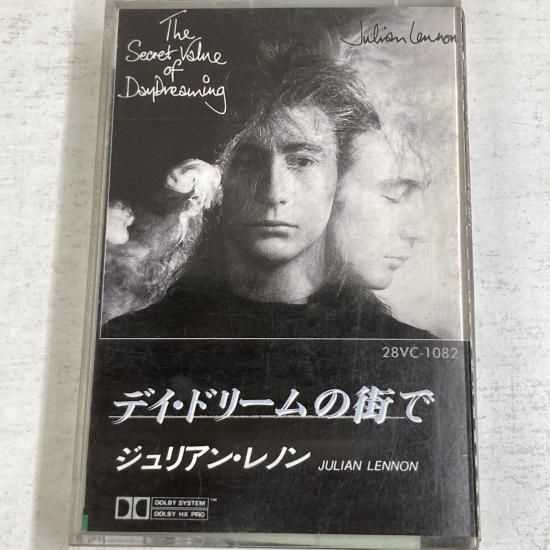 The
Secret Value
of
DayDreaming
Julian Lennon
28VC-1082
デイ・ドリームの街で
ジュリアン・レノン JULIAN LENNON
DOLBY SYSTEM ™
DOLBY HX PRO